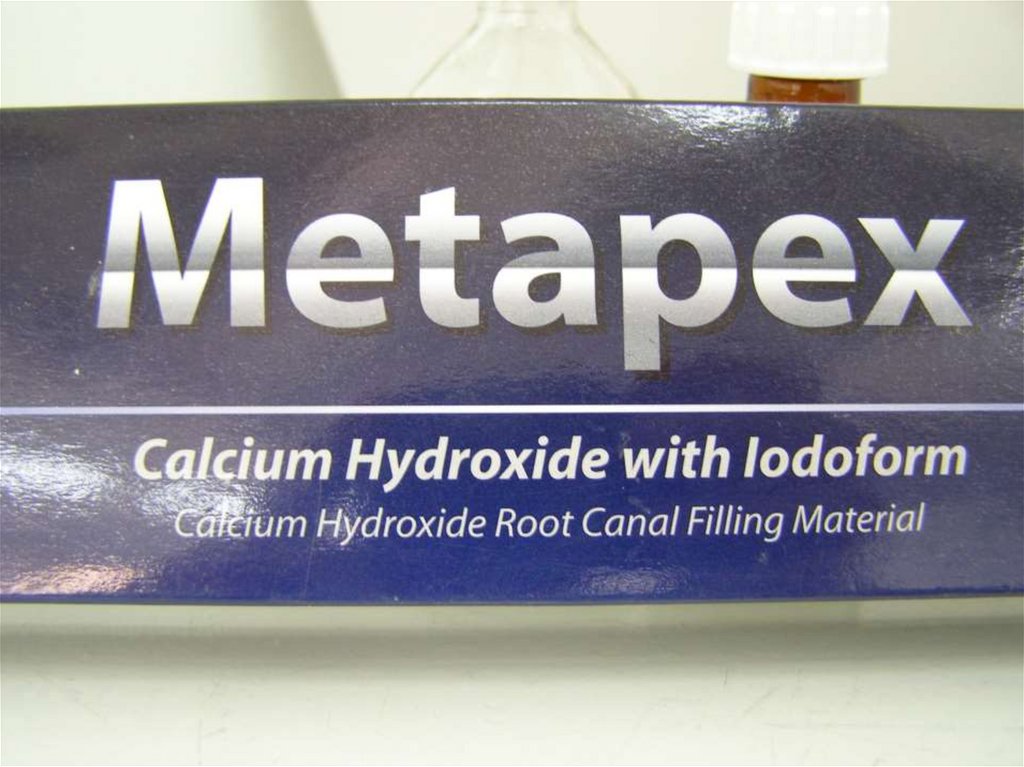 Metapex
Calcium Hydroxide with Iodoform
Calcium Hydroxide Root Canal Filling Material